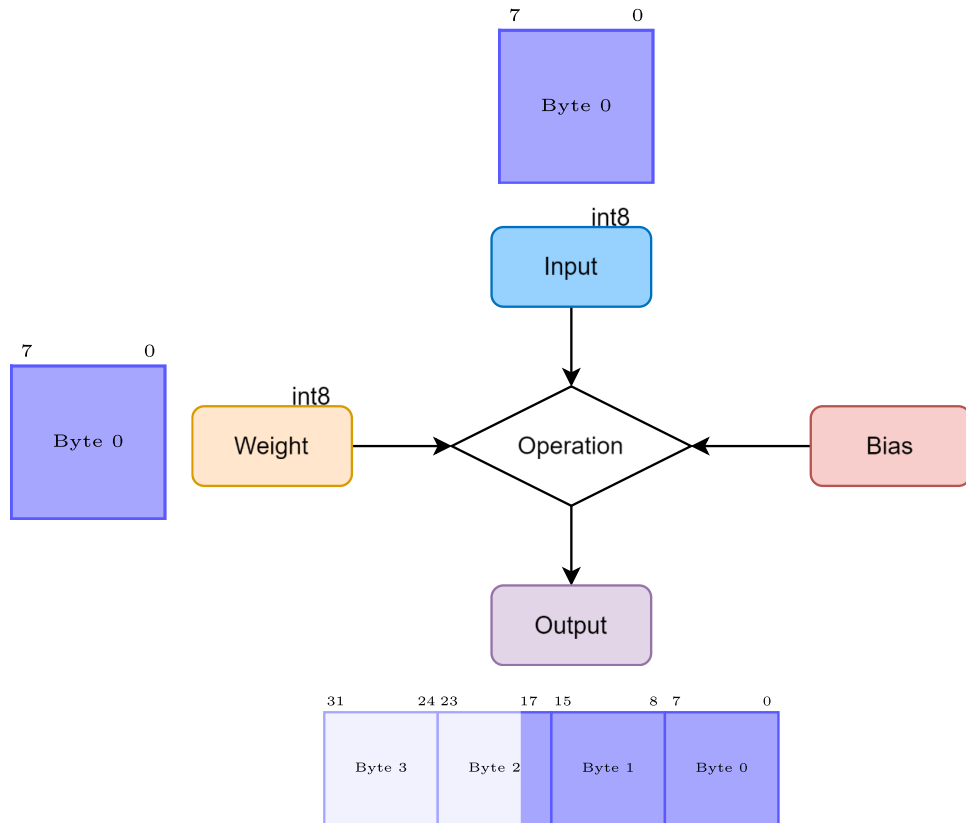 7 0
Byte 0
int8
Input
7 0
Byte 0
int8
Weight
Operation
Bias
Output
31 24 23 17 15 8 7 0
Byte 3 Byte 2 Byte 1 Byte 0